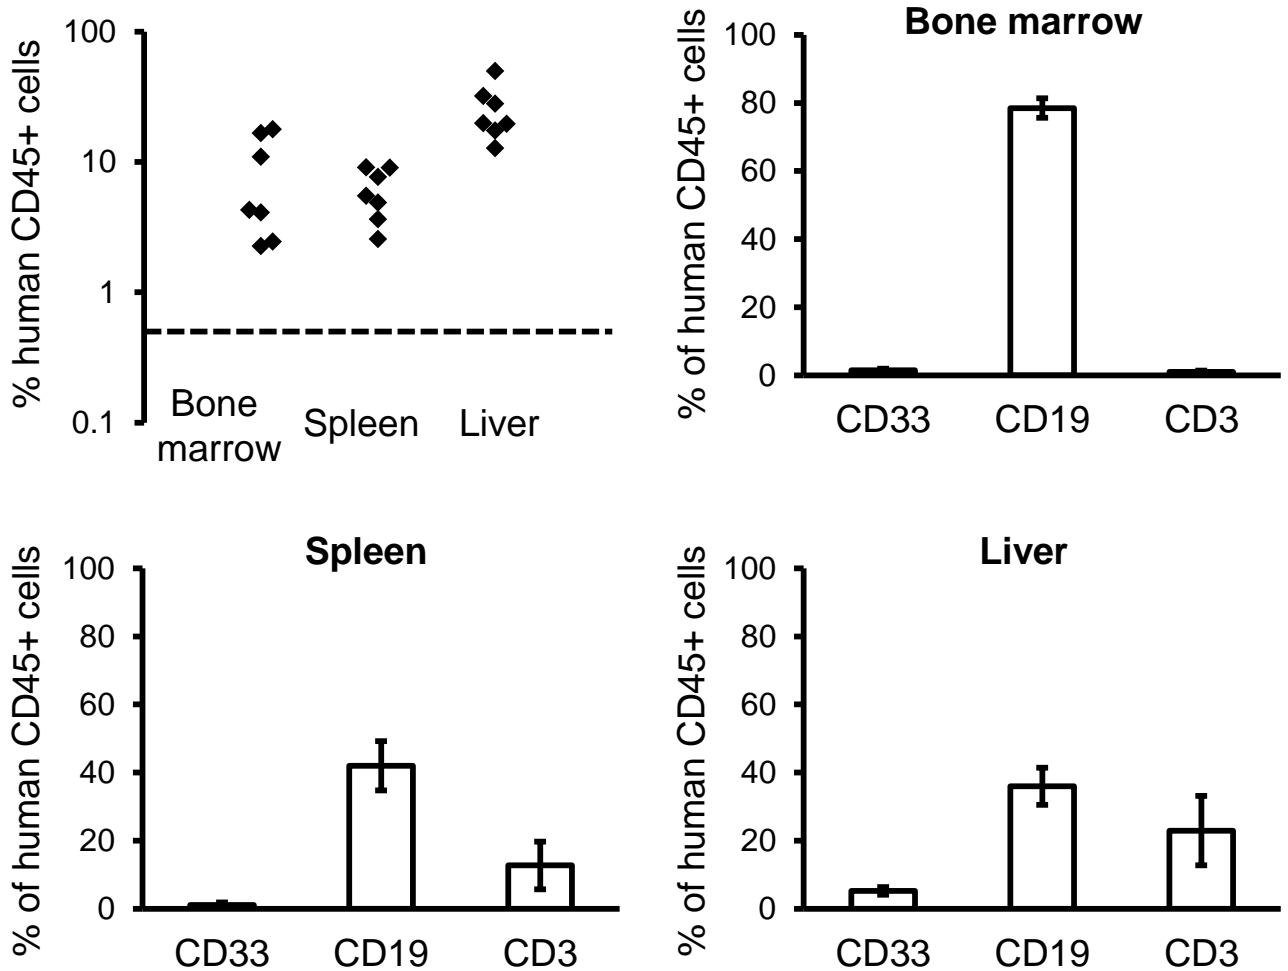 % human CD45+ cells
100
10
1
0.1
Bone
marrow
Spleen
Liver
Bone marrow
% of human CD45+ cells
100
80
60
40
20
0
CD33
CD19
CD3
Spleen
% of human CD45+ cells
100
80
60
40
20
0
CD33
CD19
CD3
Liver
% of human CD45+ cells
100
80
60
40
20
0
CD33
CD19
CD3